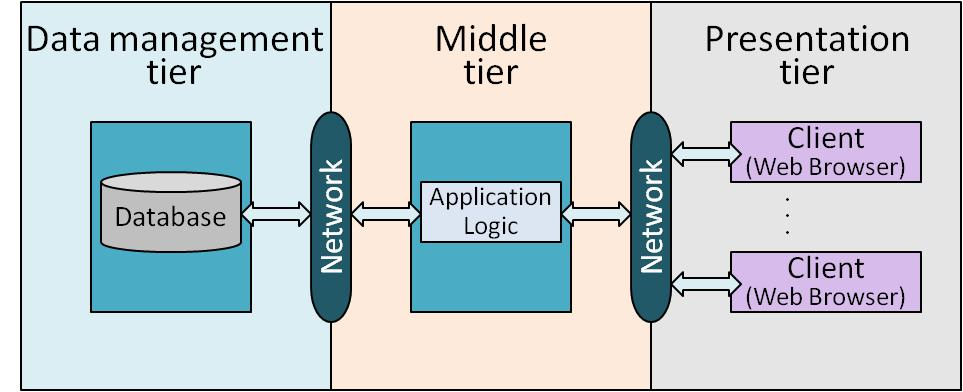 Data management
tier
Middle
tier
Presentation
tier
Database
Network
Application
Logic
Network
Client
(Web Browser)
Client
(Web Browser)